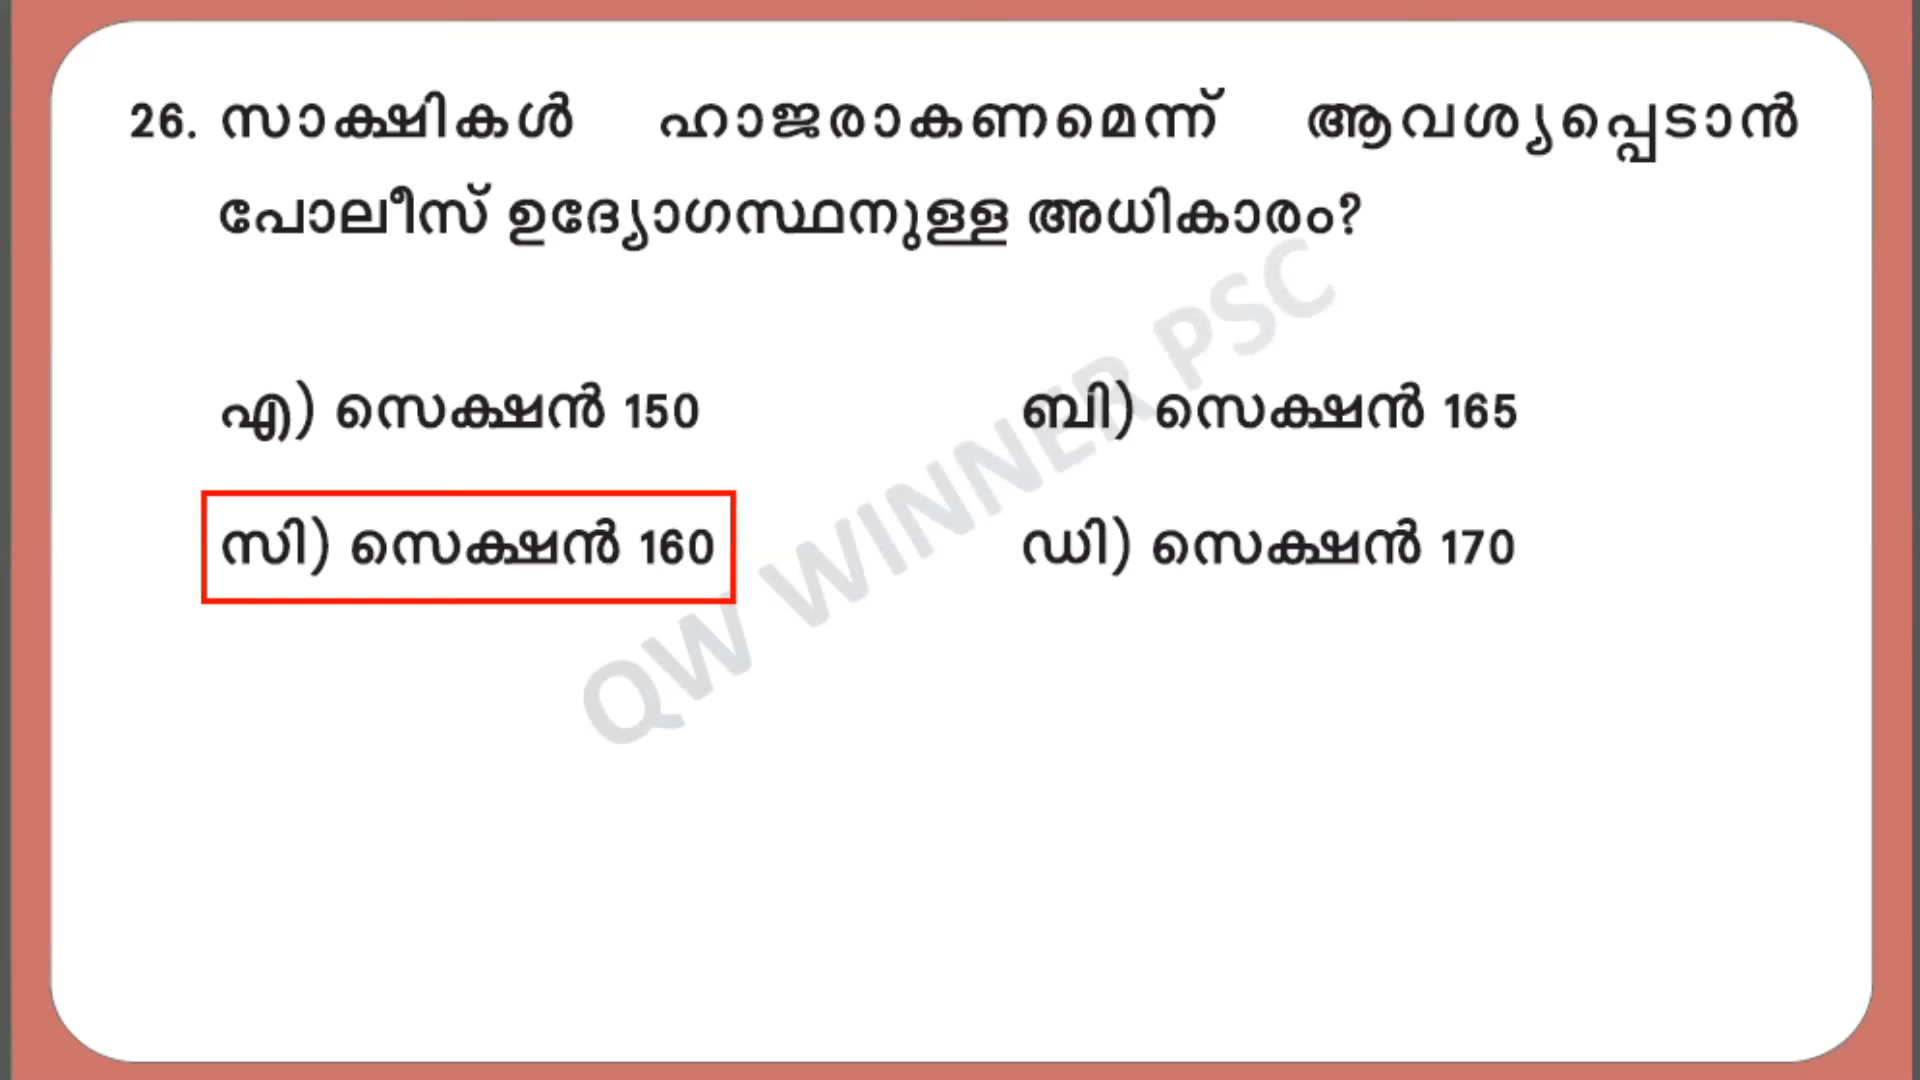 26. സാക്ഷികൾ ഹാജരാകണമെന്ന് ആവശ്യപ്പെടാൻ
പോലീസ് ഉദ്യോഗസ്ഥനുള്ള അധികാരം?
എ) സെക്ഷൻ 150
ബി) സെക്ഷൻ 165
സി) സെക്ഷൻ 160
ഡി) സെക്ഷൻ 170
QW WINNER PSC